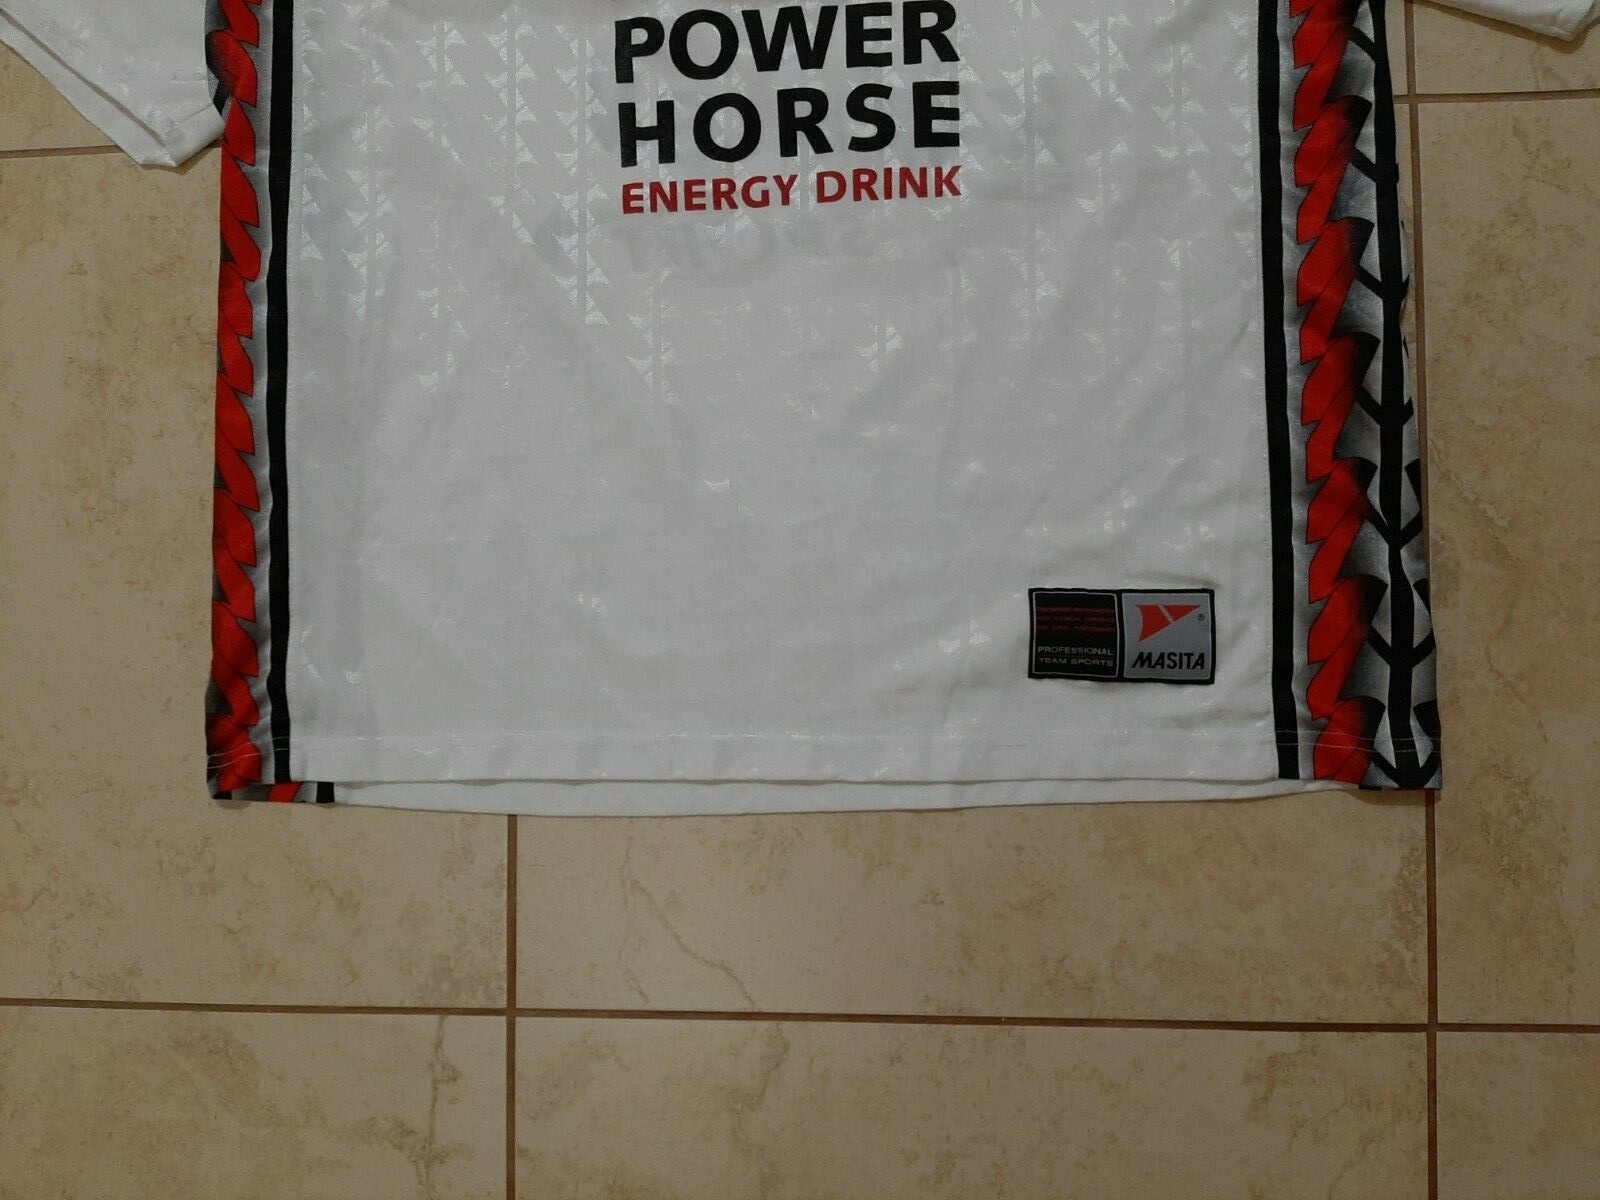 POWER
HORSE
ENERGY DRINK
PROFESSIONAL
TEAM SPORTS
MASITA
®